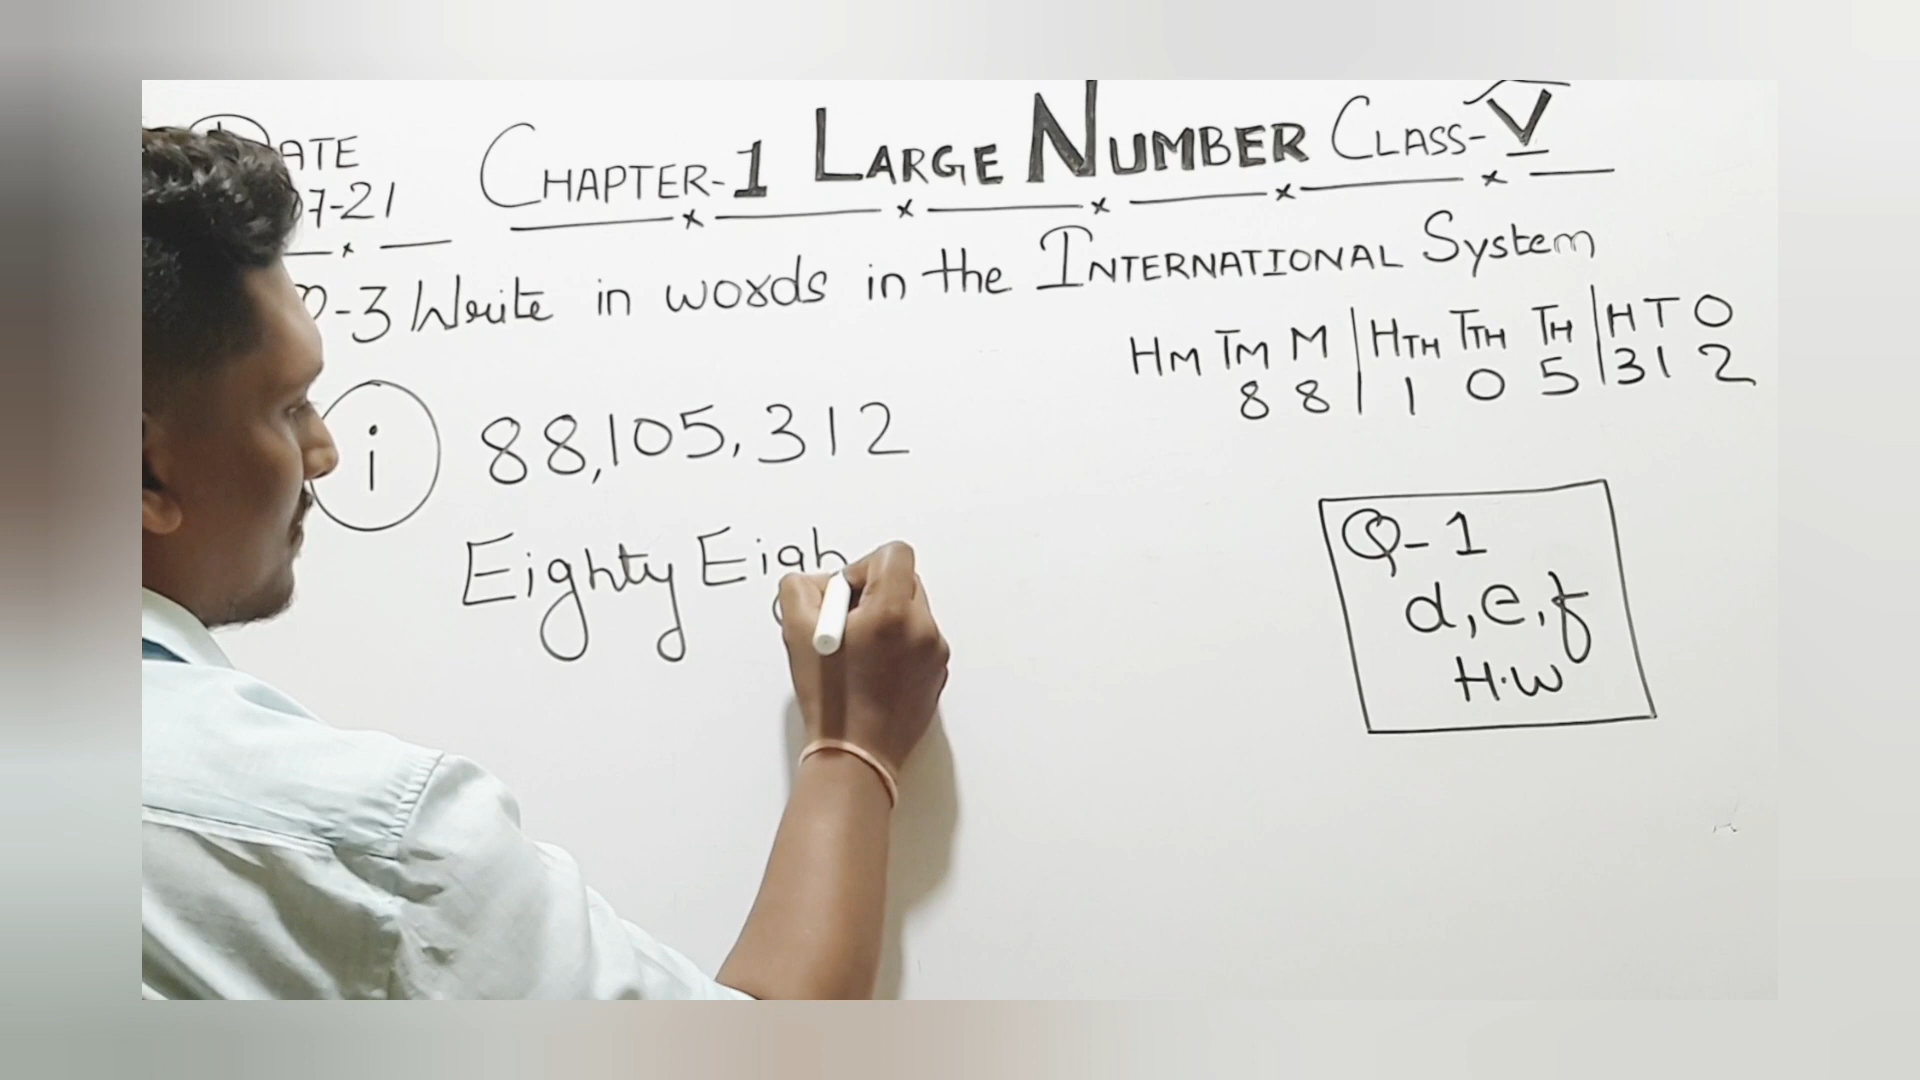 ATE CHAPTER-1 LARGE NUMBER CLASS-V
7-21
-3 Write in words in the INTERNATIONAL System
HM TM M | HTH TTH TH | H T O
8 8 | 1 0 5 | 3 1 2
i 88,105,312
Eighty Eigh
Q-1
d, e, f
H.W